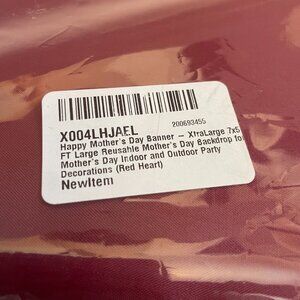 X004LHJAEL
200693455
Happy Mother's Day Banner – XtraLarge 7x5
FT Large Reusable Mother's Day Backdrop fo
Mother's Day Indoor and Outdoor Party
Decorations (Red Heart)
NewItem